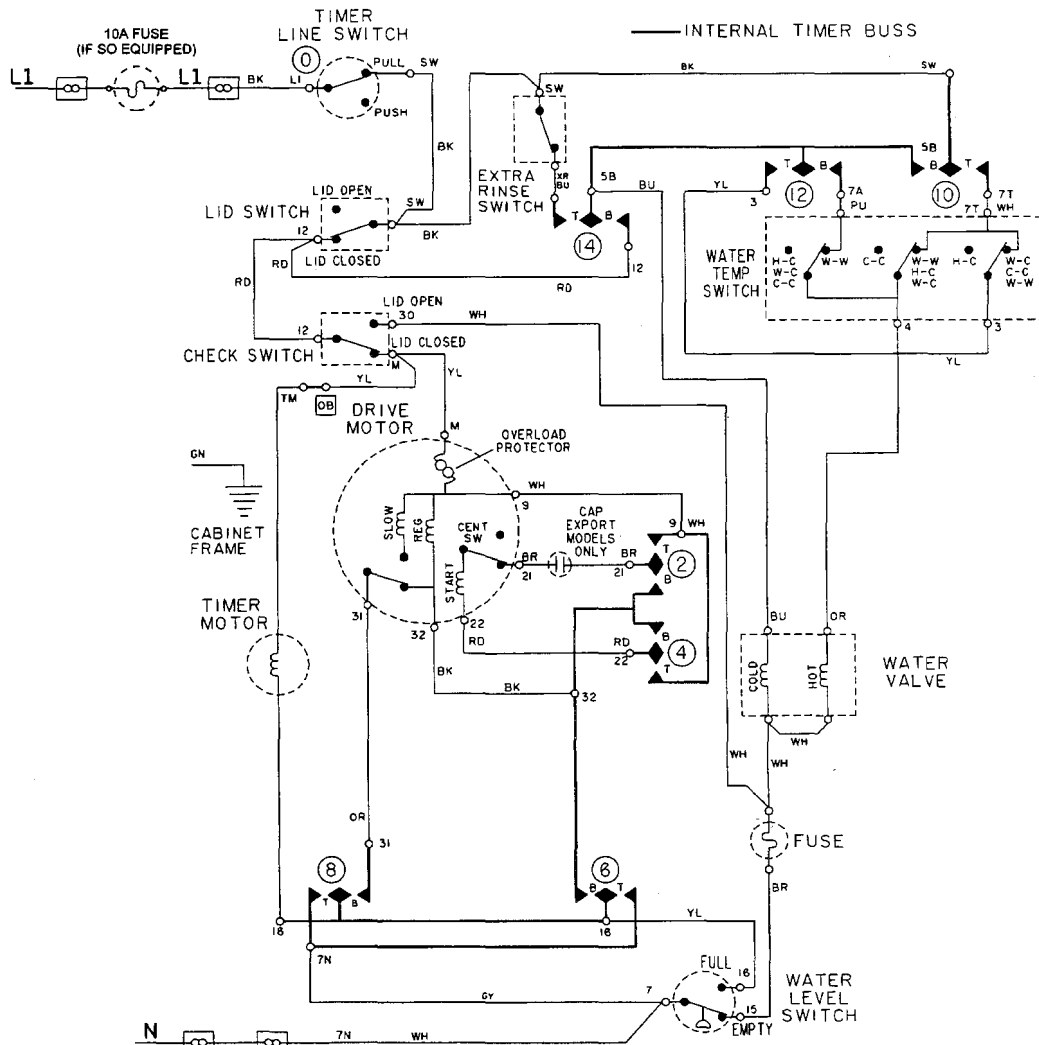 10A FUSE
(IF SO EQUIPPED)
TIMER
LINE SWITCH
INTERNAL TIMER BUSS
0
PULL
SW
L1
L1
BK
L1
PUSH
BK
SW
SW
BK
EXTRA
RINSE
SWITCH
XR
BU
5B
BU
T
B
14
12
5B
T
B
12
B
T
10
YL
3
7A
PU
7T
WH
7T
LID OPEN
LID SWITCH
SW
12
BK
LID CLOSED
RD
RD
RD
WATER
TEMP
SWITCH
H-C
W-C
C-C
W-W
C-C
W-W
H-C
W-C
H-C
W-C
C-C
W-W
4
3
YL
LID OPEN
30
WH
12
LID CLOSED
CHECK SWITCH
M
YL
YL
TM
OB
DRIVE
MOTOR
M
OVERLOAD
PROTECTOR
GN
CABINET
FRAME
WH
9
SLOW
REG
CENT
SW
START
CAP
EXPORT
MODELS
ONLY
BR
21
BR
21
9
WH
T
2
B
B
4
T
31
32
22
RD
RD
22
BK
BK
32
TIMER
MOTOR
BU
OR
COLD
HOT
WATER
VALVE
WH
WH
WH
OR
31
FUSE
BR
8
T
B
6
B
T
18
16
YL
7N
FULL
16
WATER
LEVEL
SWITCH
GY
7
15
EMPTY
N
7N
WH